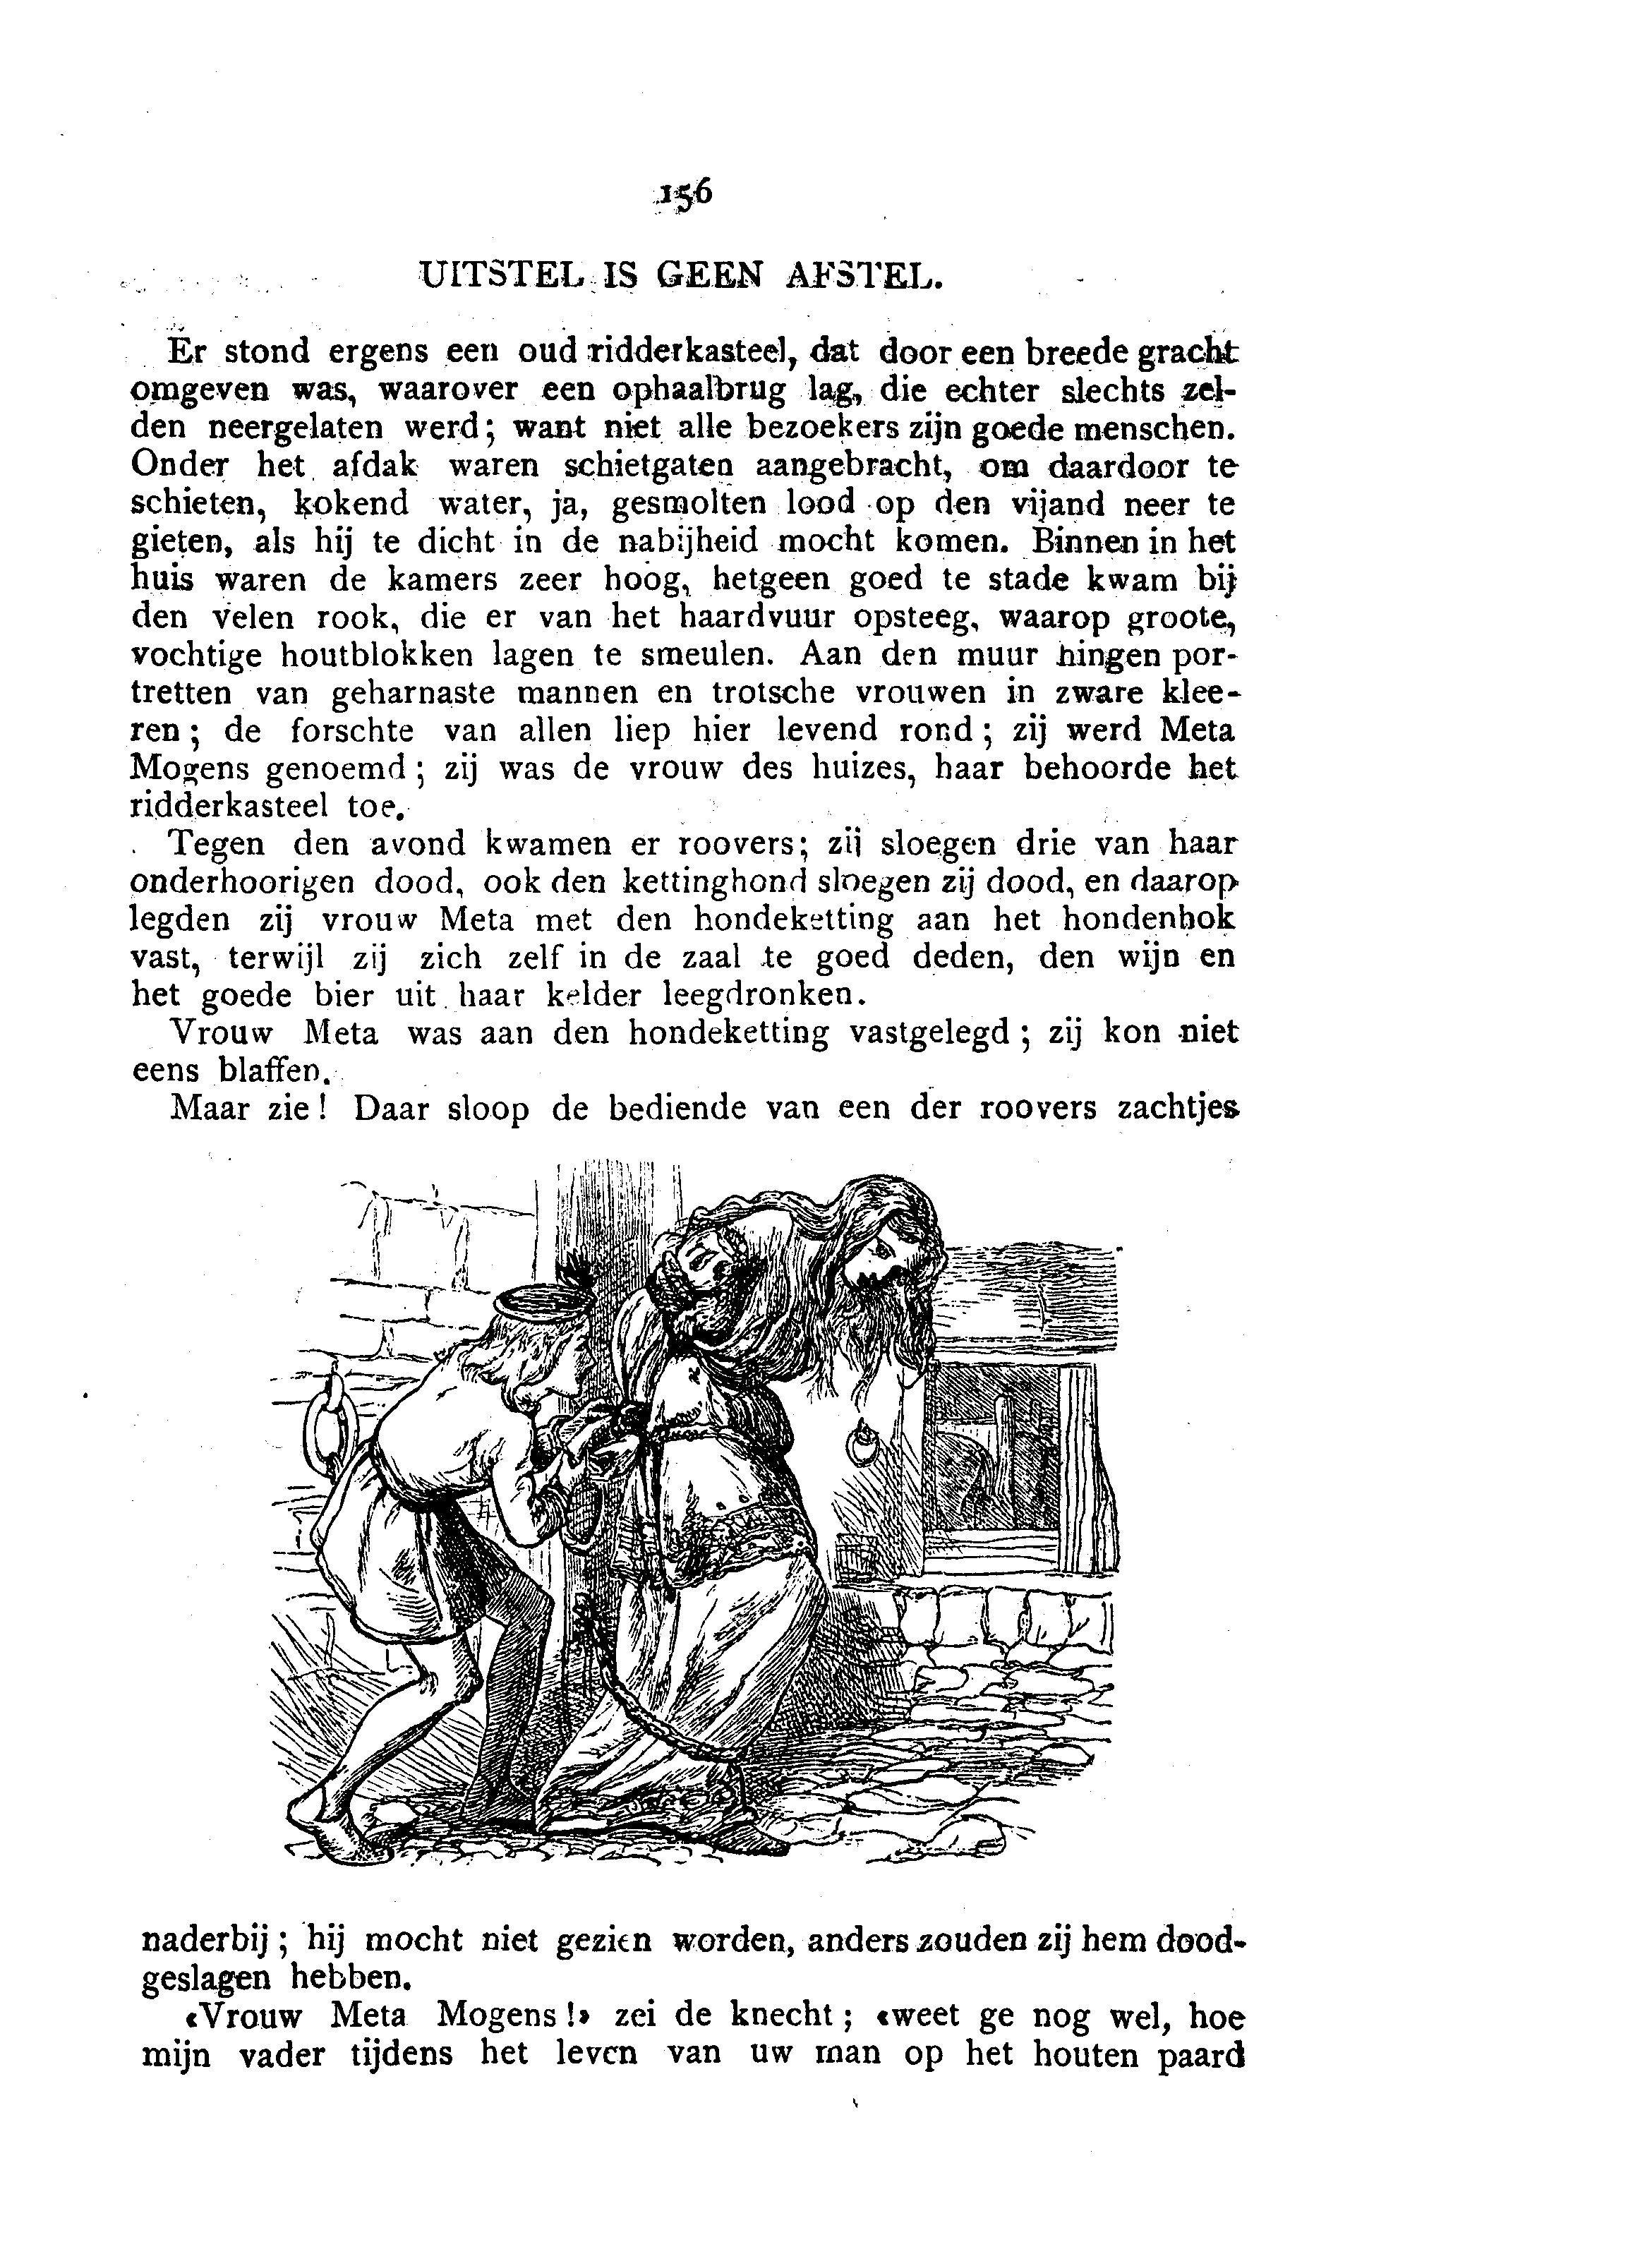 156
UITSTEL IS GEEN AFSTEL.
Er stond ergens een oud ridderkasteel, dat door een breede gracht
omgeven was, waarover een ophaalbrug lag, die echter slechts zel-
den neergelaten werd; want niet alle bezoekers zijn goede menschen.
Onder het afdak waren schietgaten aangebracht, om daardoor te
schieten, kokend water, ja, gesmolten lood op den vijand neer te
gieten, als hij te dicht in de nabijheid mocht komen. Binnen in het
huis waren de kamers zeer hoog, hetgeen goed te stade kwam bij
den velen rook, die er van het haardvuur opsteeg, waarop groote,
vochtige houtblokken lagen te smeulen. Aan den muur hingen por-
tretten van geharnaste mannen en trotsche vrouwen in zware klee-
ren; de forschte van allen liep hier levend rond; zij werd Meta
Mogens genoemd; zij was de vrouw des huizes, haar behoorde het
ridderkasteel toe.
Tegen den avond kwamen er roovers; zij sloegen drie van haar
onderhoorigen dood, ook den kettinghond sloegen zij dood, en daarop
legden zij vrouw Meta met den hondeketting aan het hondenhok
vast, terwijl zij zich zelf in de zaal te goed deden, den wijn en
het goede bier uit haar kelder leegdronken.
Vrouw Meta was aan den hondeketting vastgelegd; zij kon niet
eens blaffen.
Maar zie! Daar sloop de bediende van een der roovers zachtjes
naderbij; hij mocht niet gezien worden, anders zouden zij hem dood-
geslagen hebben.
«Vrouw Meta Mogens!» zei de knecht; «weet ge nog wel, hoe
mijn vader tijdens het leven van uw man op het houten paard